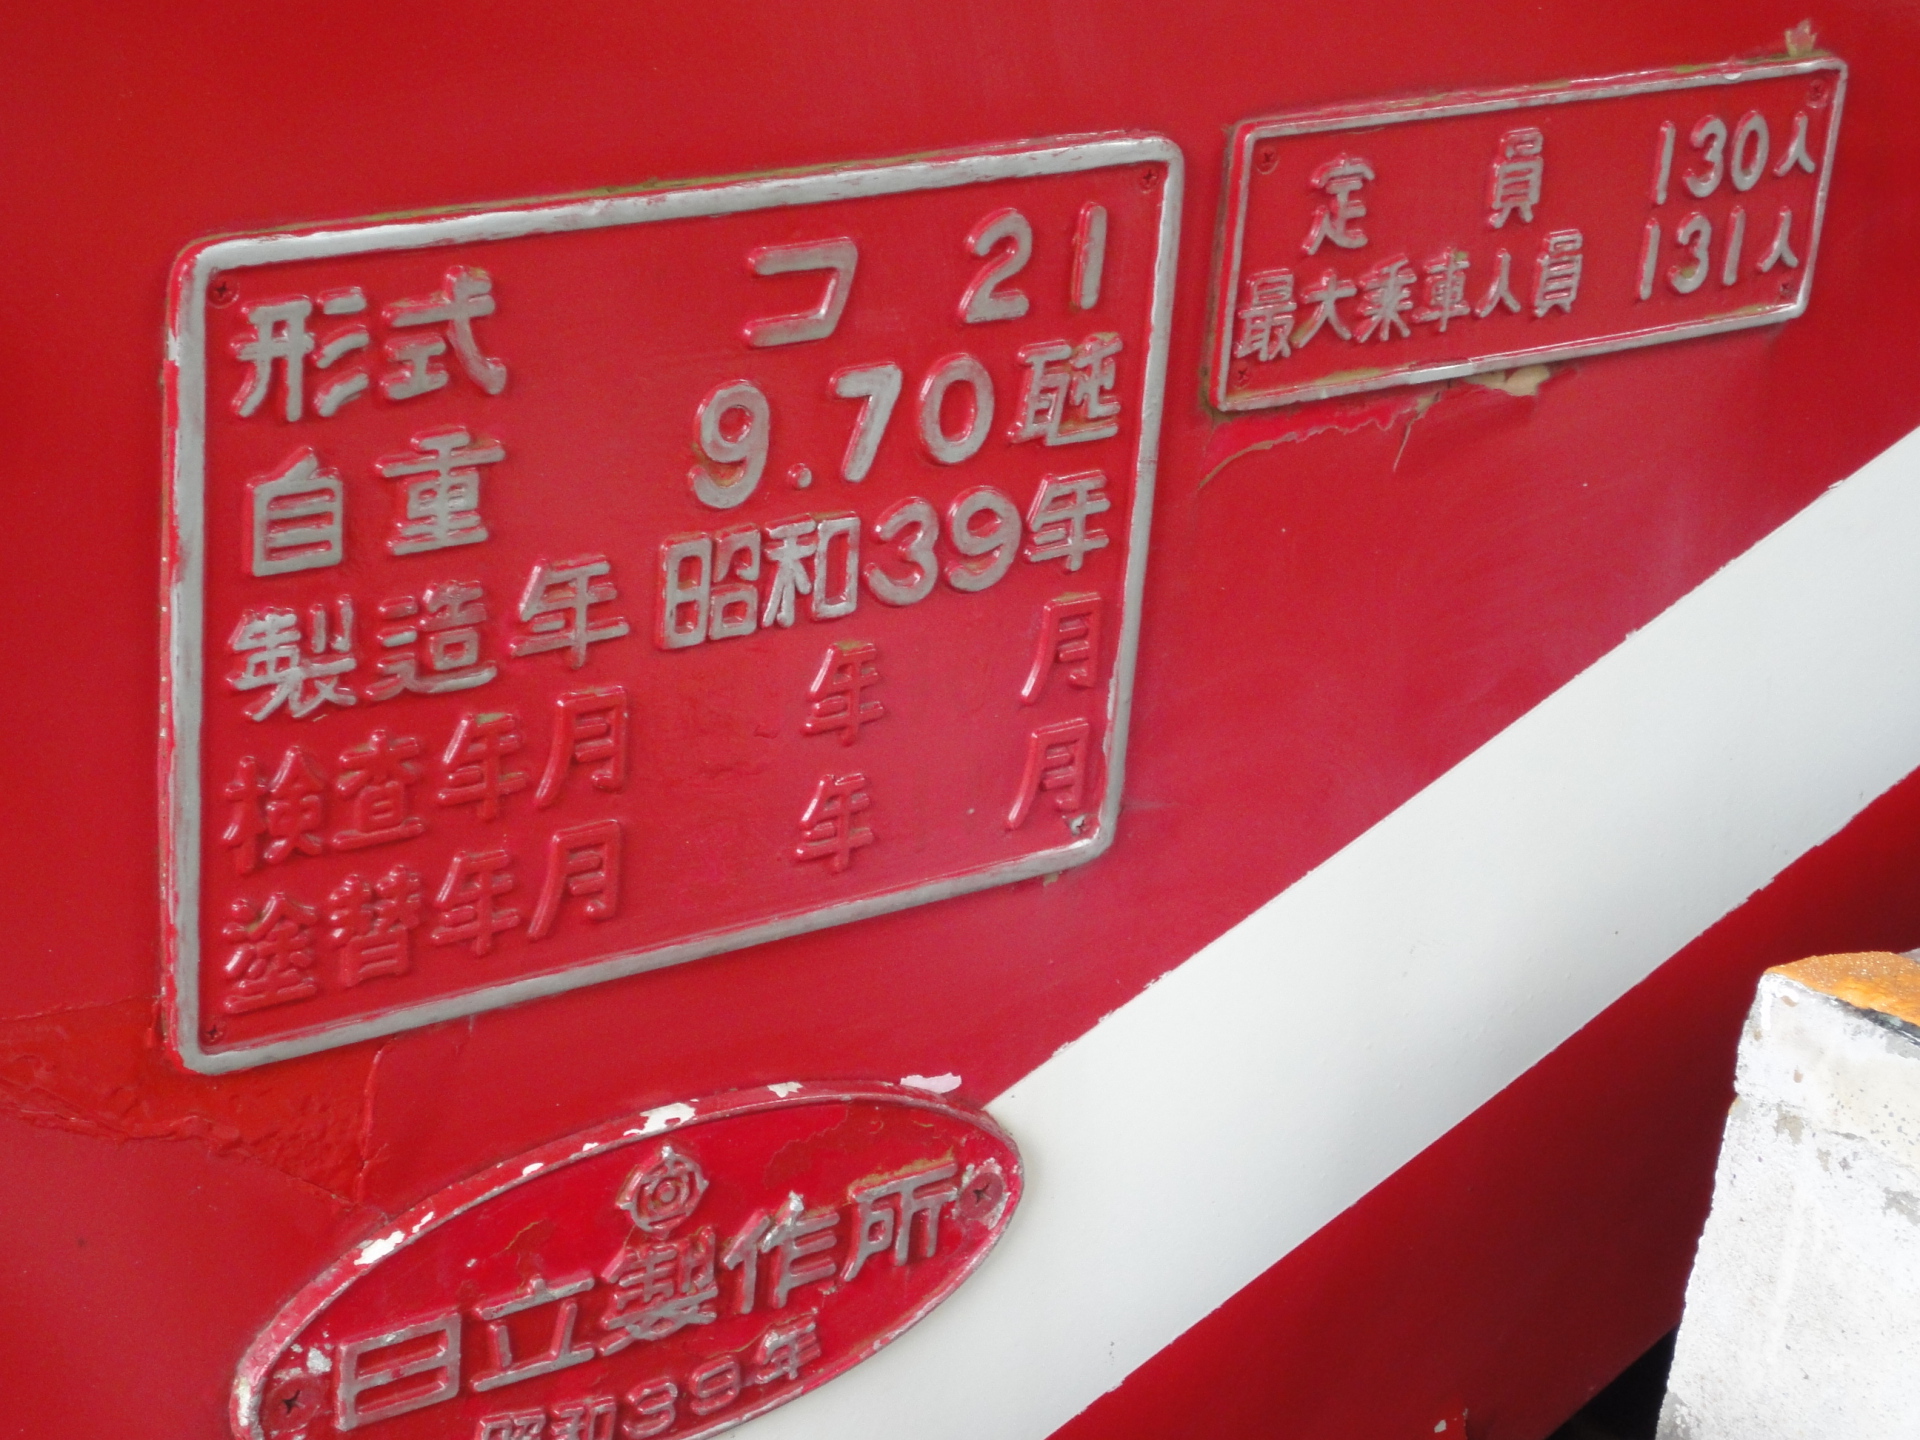 形式 コ 21
自重 9.70 瓲
製造年 昭和39年
検査年月 年 月
塗替年月 年 月
定員 130人
最大乗車人員 131人
日立製作所
昭和39年